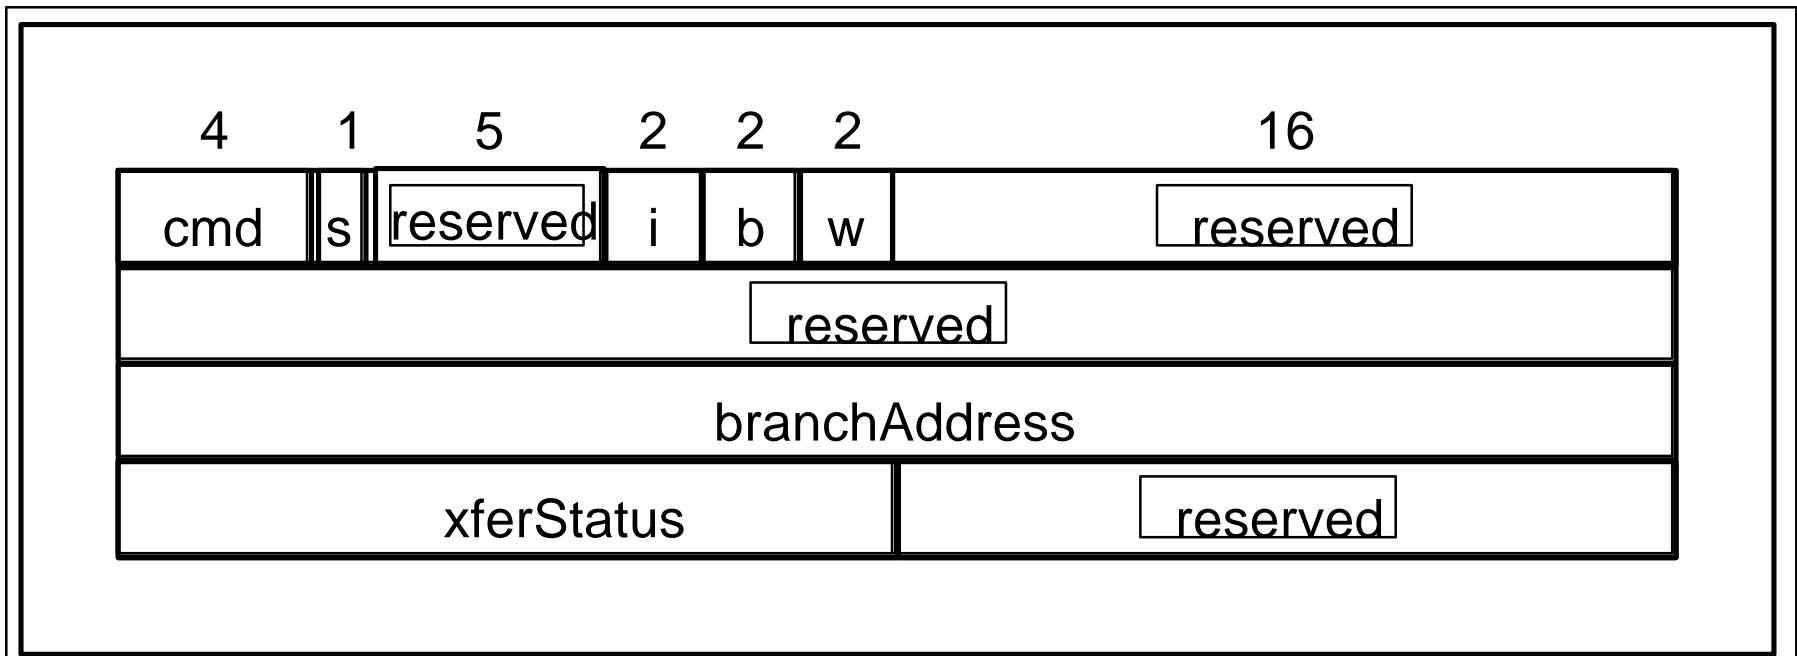 4 1 5 2 2 2 16
cmd s reserved i b w reserved
reserved
branchAddress
xferStatus reserved